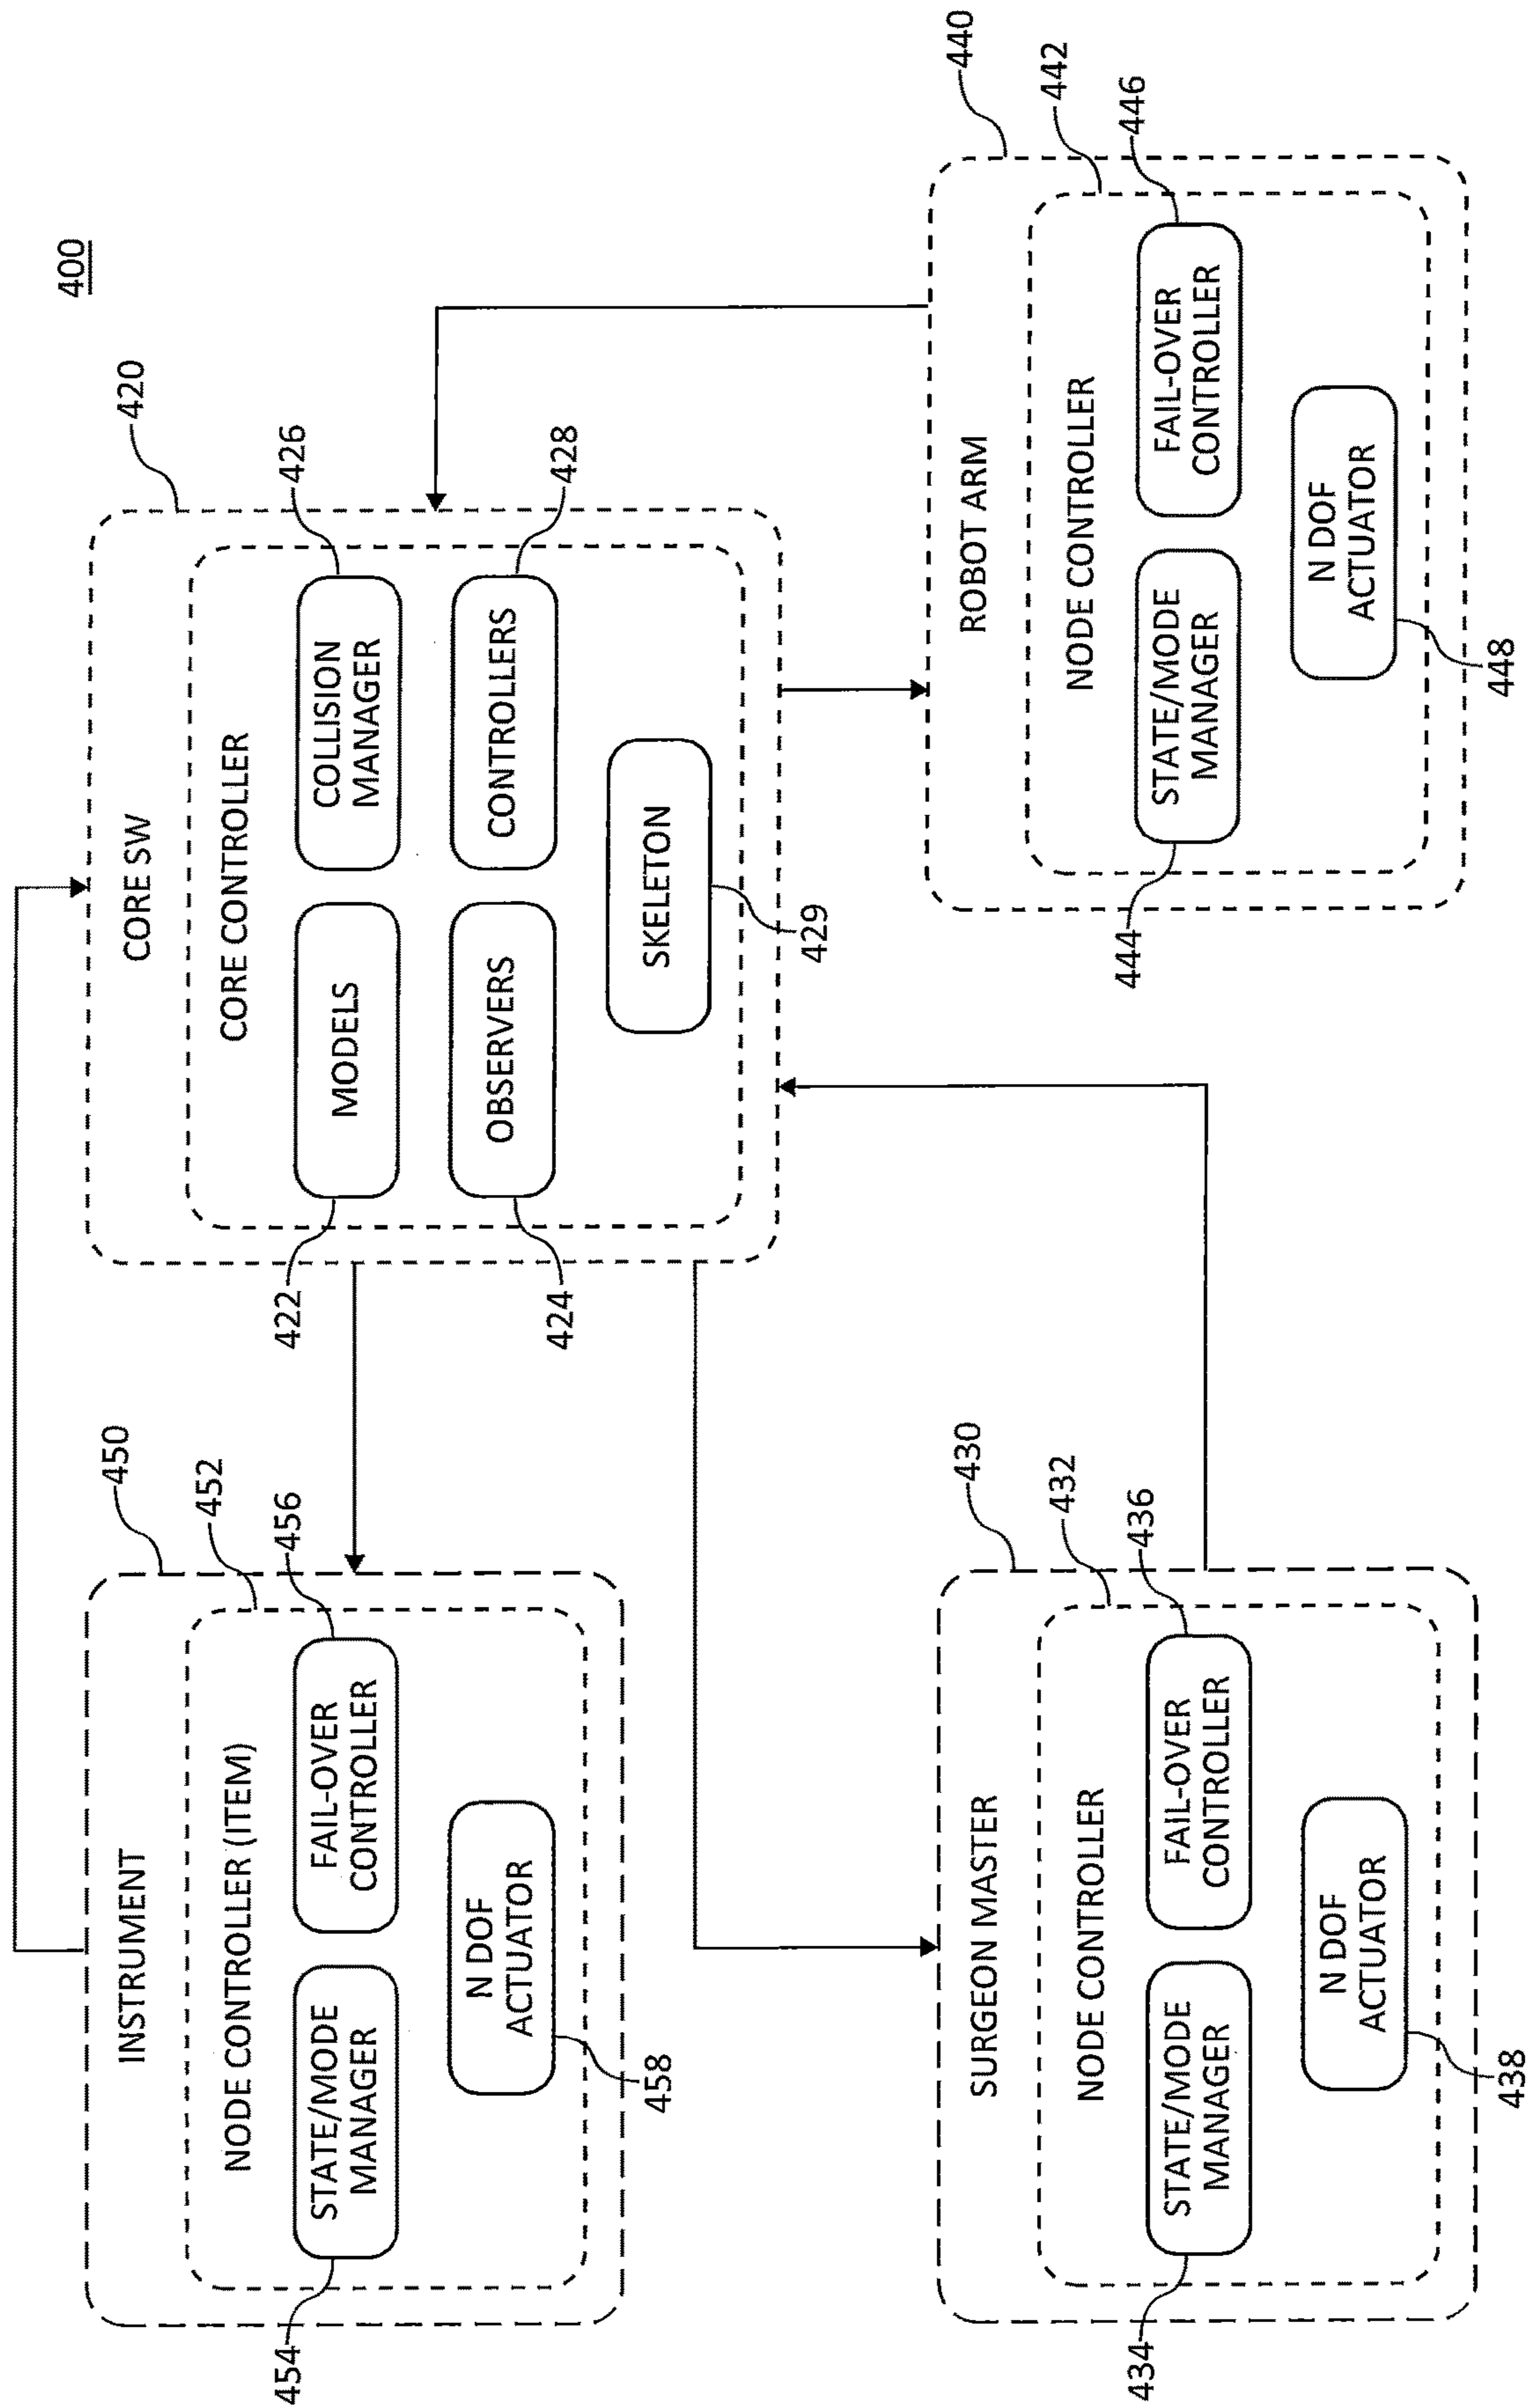 400
INSTRUMENT
450
NODE CONTROLLER (ITEM)
452
STATE/MODE
MANAGER
454
FAIL-OVER
CONTROLLER
456
N DOF
ACTUATOR
458
CORE SW
420
CORE CONTROLLER
MODELS
422
COLLISION
MANAGER
426
OBSERVERS
424
CONTROLLERS
428
SKELETON
429
SURGEON MASTER
430
NODE CONTROLLER
432
STATE/MODE
MANAGER
434
FAIL-OVER
CONTROLLER
436
N DOF
ACTUATOR
438
ROBOT ARM
440
NODE CONTROLLER
442
STATE/MODE
MANAGER
444
FAIL-OVER
CONTROLLER
446
N DOF
ACTUATOR
448